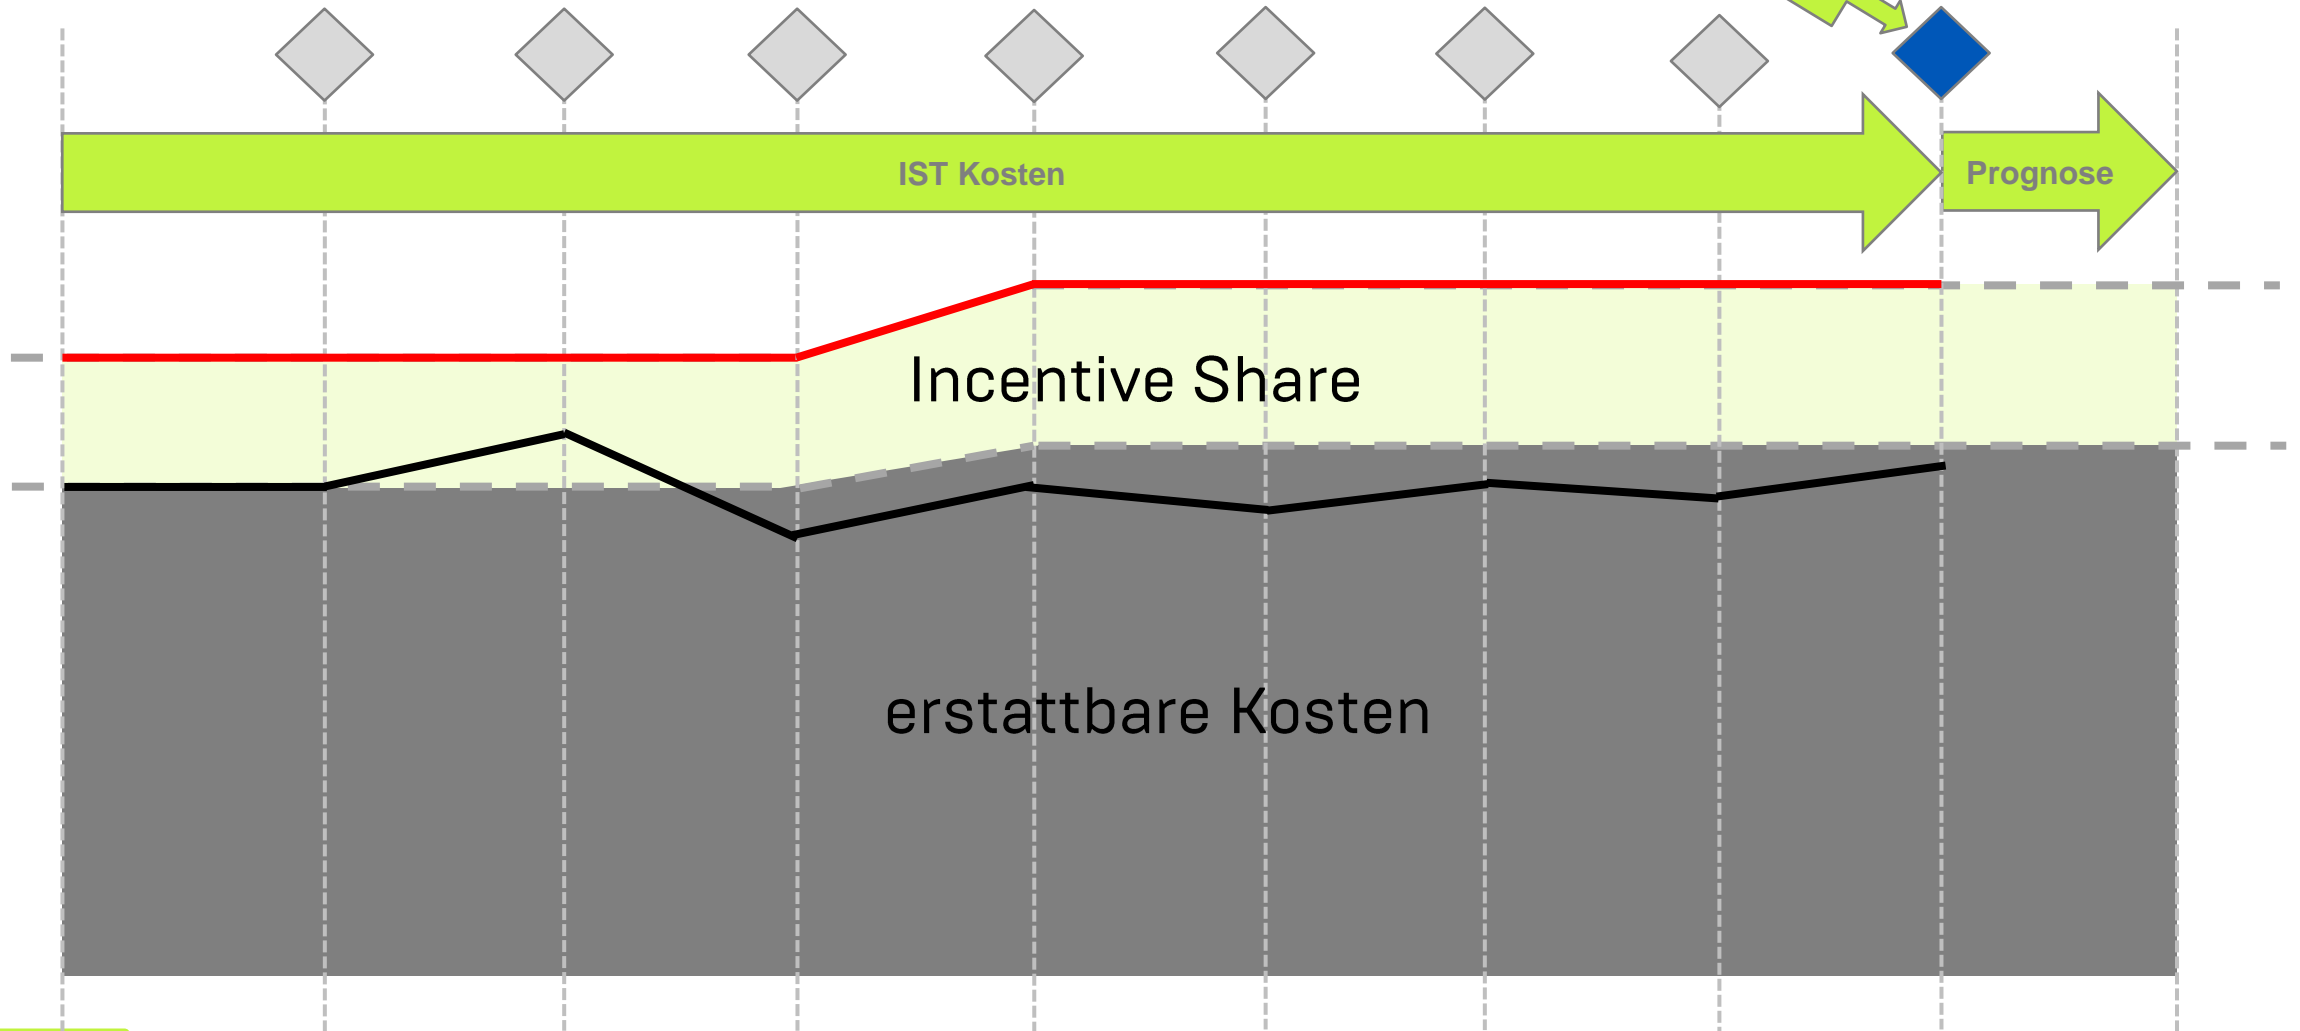 IST Kosten
Prognose
Incentive Share
erstattbare Kosten